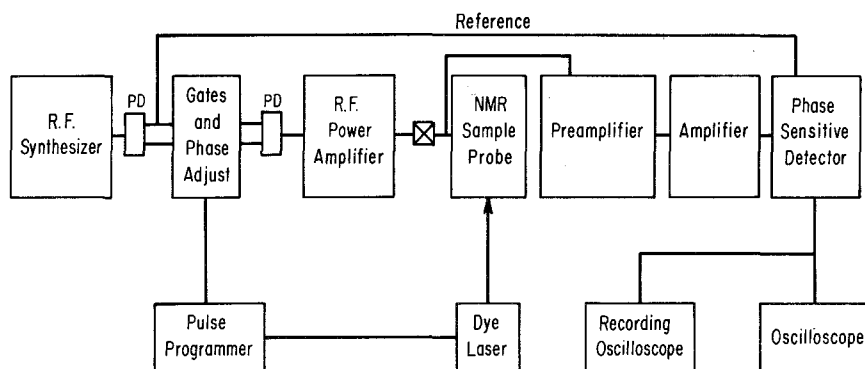 Reference
R.F.
Synthesizer
PD
Gates
and
Phase
Adjust
PD
R.F.
Power
Amplifier
NMR
Sample
Probe
Preamplifier
Amplifier
Phase
Sensitive
Detector
Pulse
Programmer
Dye
Laser
Recording
Oscilloscope
Oscilloscope